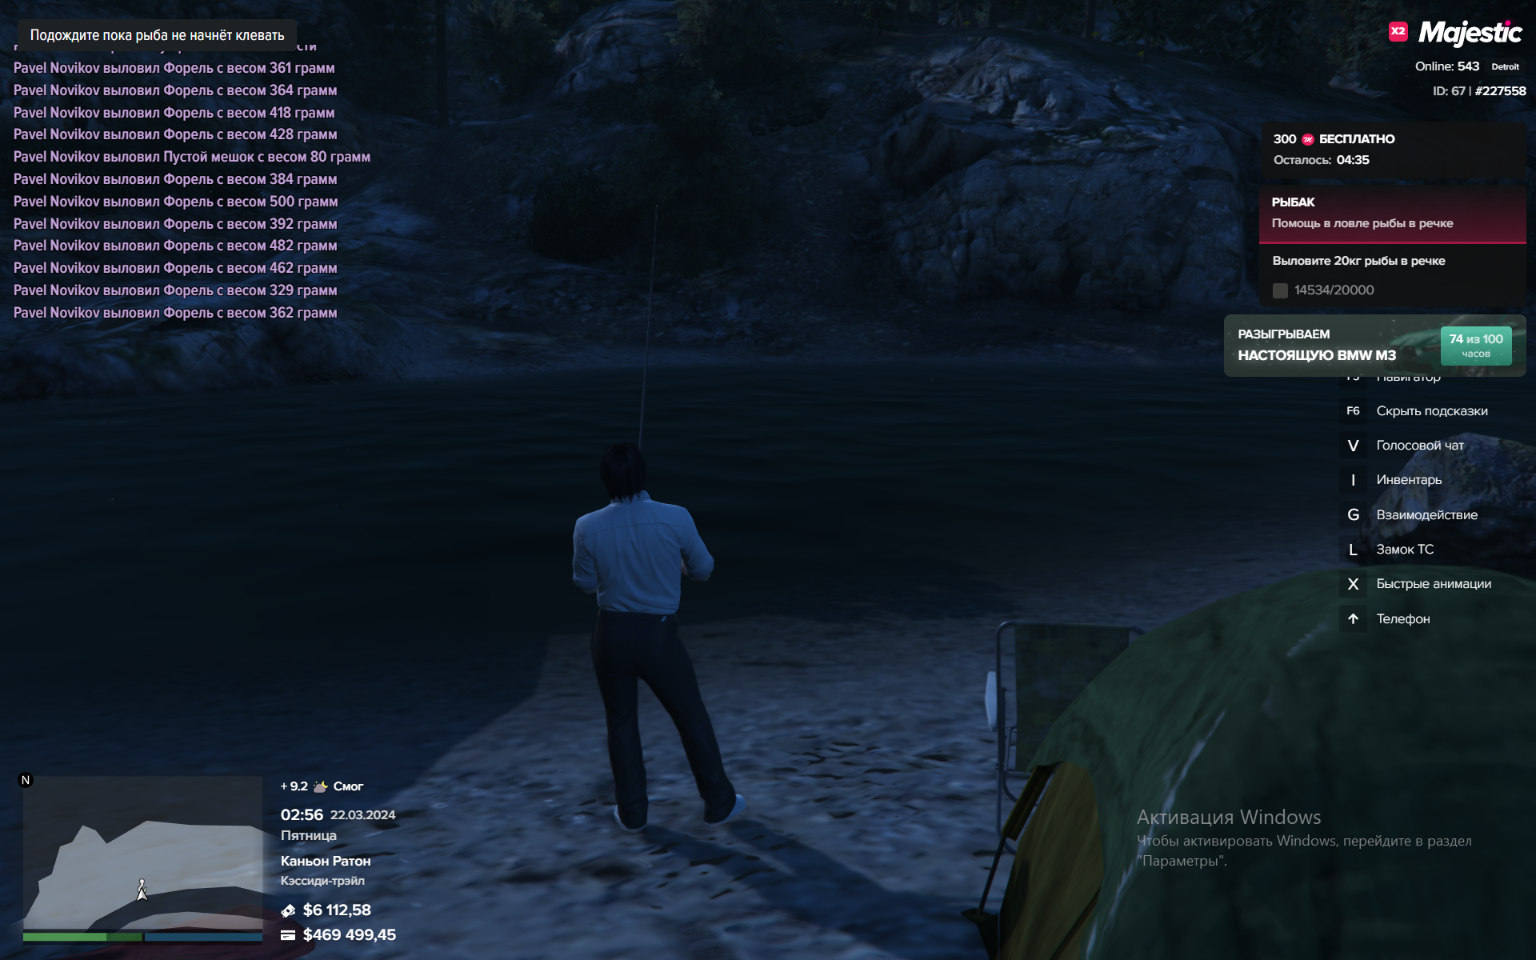 Подождите пока рыба не начнёт клевать
Pavel Novikov выловил Форель с весом 361 грамм
Pavel Novikov выловил Форель с весом 364 грамм
Pavel Novikov выловил Форель с весом 418 грамм
Pavel Novikov выловил Форель с весом 428 грамм
Pavel Novikov выловил Пустой мешок с весом 80 грамм
Pavel Novikov выловил Форель с весом 384 грамм
Pavel Novikov выловил Форель с весом 500 грамм
Pavel Novikov выловил Форель с весом 392 грамм
Pavel Novikov выловил Форель с весом 482 грамм
Pavel Novikov выловил Форель с весом 462 грамм
Pavel Novikov выловил Форель с весом 329 грамм
Pavel Novikov выловил Форель с весом 362 грамм
X2 Majestic
Online: 543 Detroit
ID: 67 | #227558
300 БЕСПЛАТНО
Осталось: 04:35
РЫБАК
Помощь в ловле рыбы в речке
Выловите 20кг рыбы в речке
14534/20000
РАЗЫГРЫВАЕМ
НАСТОЯЩУЮ BMW M3
74 из 100
часов
Навигатор
F6 Скрыть подсказки
V Голосовой чат
I Инвентарь
G Взаимодействие
L Замок ТС
X Быстрые анимации
↑ Телефон
N
+ 9.2 Смог
02:56 22.03.2024
Пятница
Каньон Ратон
Кэссиди-трэйл
$6 112,58
$469 499,45
Активация Windows
Чтобы активировать Windows, перейдите в раздел
"Параметры".